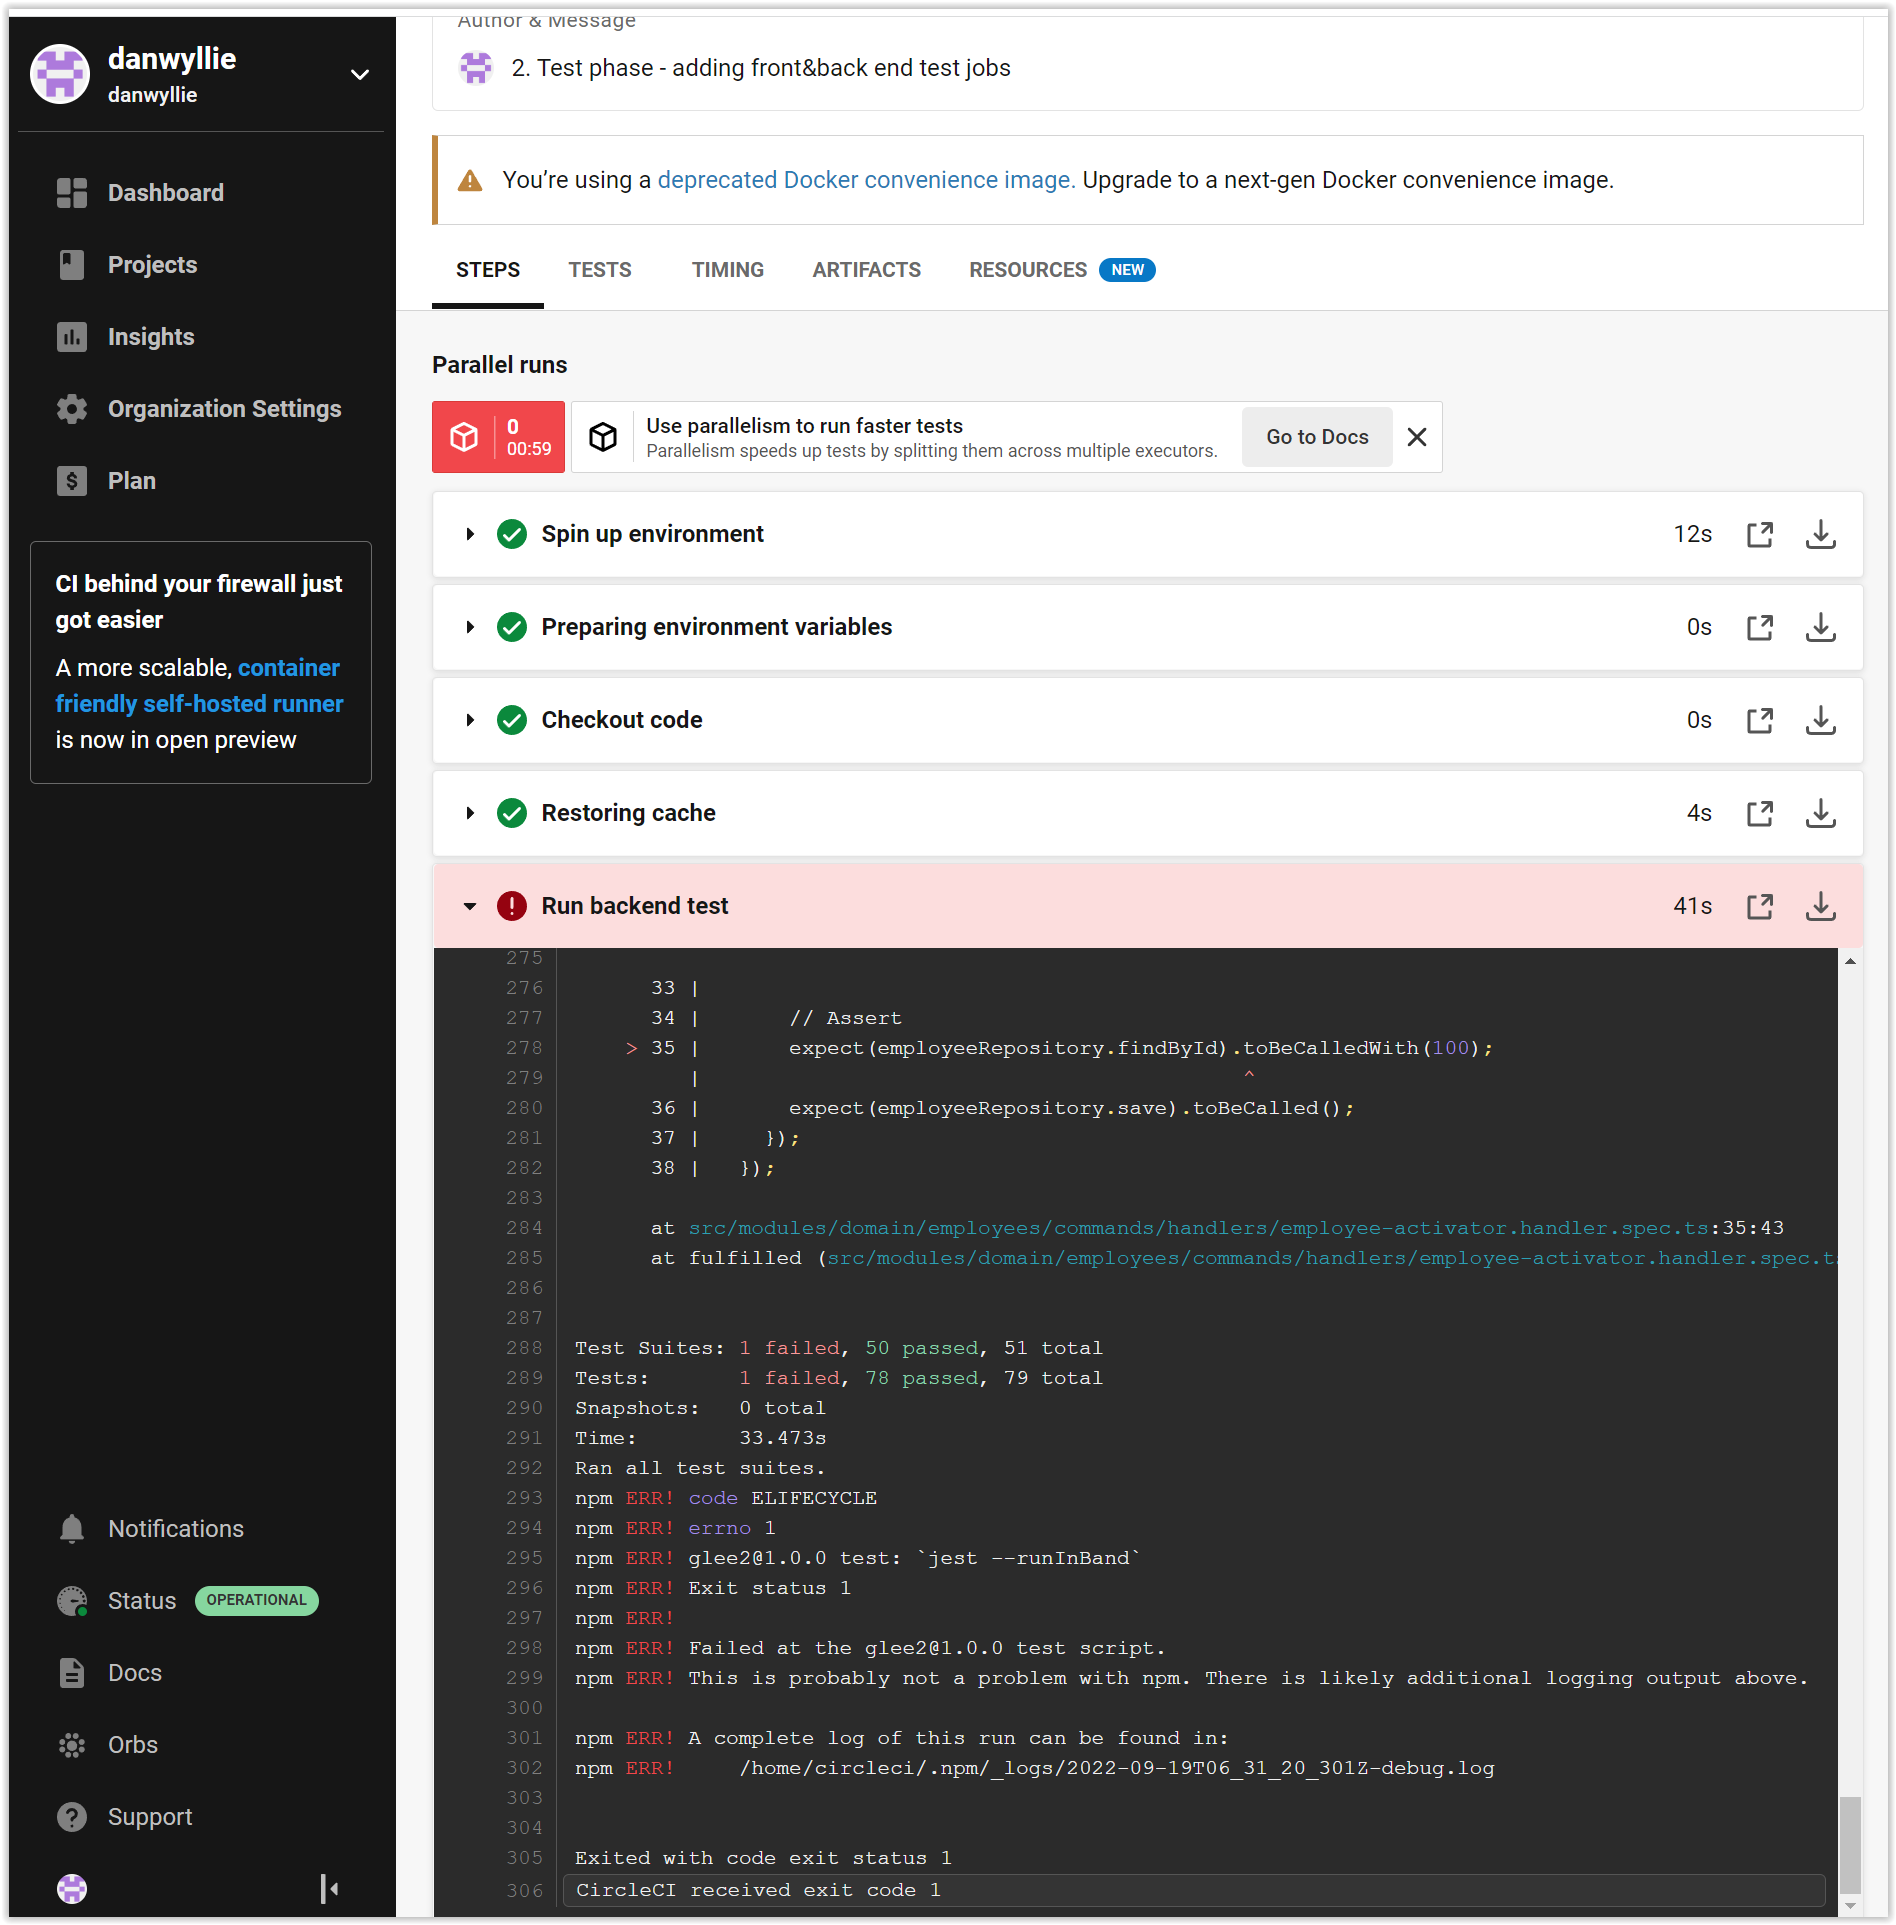 danwyllie
danwyllie
Dashboard
Projects
Insights
Organization Settings
Plan
CI behind your firewall just
got easier
A more scalable, container
friendly self-hosted runner
is now in open preview
Notifications
Status OPERATIONAL
Docs
Orbs
Support
Author & Message
2. Test phase - adding front&back end test jobs
You’re using a deprecated Docker convenience image. Upgrade to a next-gen Docker convenience image.
STEPS TESTS TIMING ARTIFACTS RESOURCES NEW
Parallel runs
0
00:59
Use parallelism to run faster tests
Parallelism speeds up tests by splitting them across multiple executors.
Go to Docs
Spin up environment 12s
Preparing environment variables 0s
Checkout code 0s
Restoring cache 4s
Run backend test 41s
275
276 33 |
277 34 | // Assert
278 > 35 | expect(employeeRepository.findById).toBeCalledWith(100);
279 | ^
280 36 | expect(employeeRepository.save).toBeCalled();
281 37 | });
282 38 | });
283
284 at src/modules/domain/employees/commands/handlers/employee-activator.handler.spec.ts:35:43
285 at fulfilled (src/modules/domain/employees/commands/handlers/employee-activator.handler.spec.t
286
287
288 Test Suites: 1 failed, 50 passed, 51 total
289 Tests: 1 failed, 78 passed, 79 total
290 Snapshots: 0 total
291 Time: 33.473s
292 Ran all test suites.
293 npm ERR! code ELIFECYCLE
294 npm ERR! errno 1
295 npm ERR! glee2@1.0.0 test: `jest --runInBand`
296 npm ERR! Exit status 1
297 npm ERR!
298 npm ERR! Failed at the glee2@1.0.0 test script.
299 npm ERR! This is probably not a problem with npm. There is likely additional logging output above.
300
301 npm ERR! A complete log of this run can be found in:
302 npm ERR! /home/circleci/.npm/_logs/2022-09-19T06_31_20_301Z-debug.log
303
304
305 Exited with code exit status 1
306 CircleCI received exit code 1